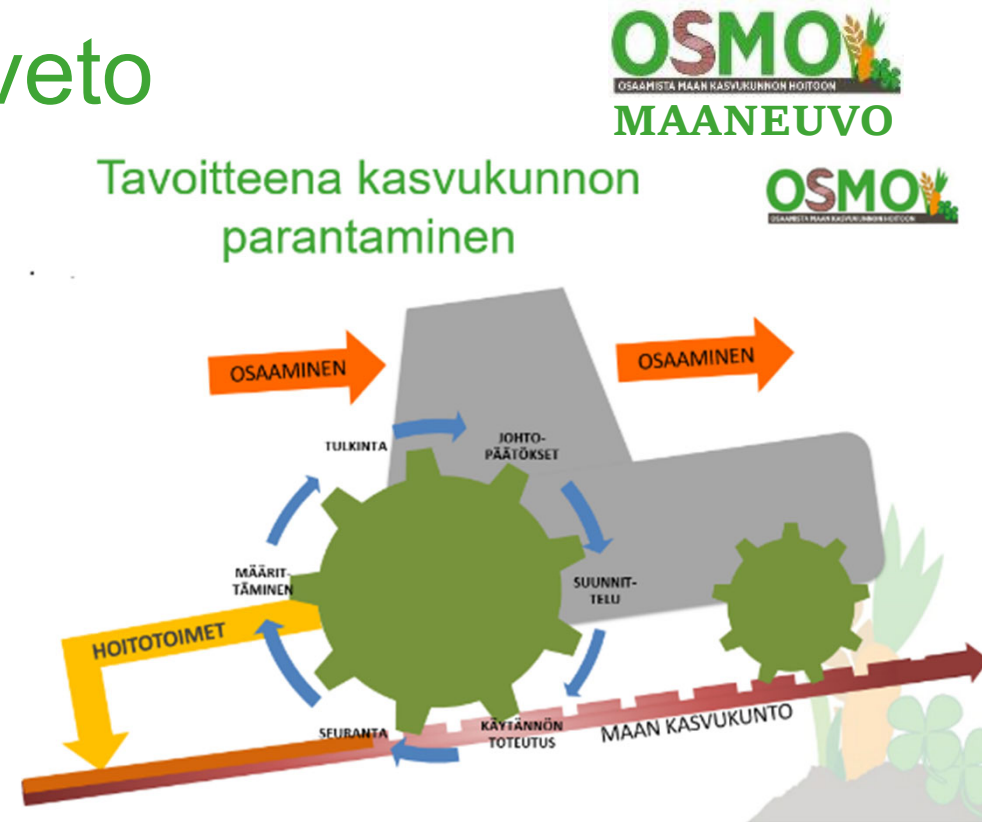 veto
OSMO
OSAAMISTA MAAN KASVUKUNNON HOITOON
MAANEUVO
Tavoitteena kasvukunnon
parantaminen
OSMO
OSAAMISTA MAAN KASVUKUNNON HOITOON
OSAAMINEN
OSAAMINEN
TULKINTA
JOHTO-
PÄÄTÖKSET
MÄÄRIT-
TÄMINEN
SUUNNIT-
TELU
HOITOTOIMET
SEURANTA
KÄYTÄNNÖN
TOTEUTUS
MAAN KASVUKUNTO